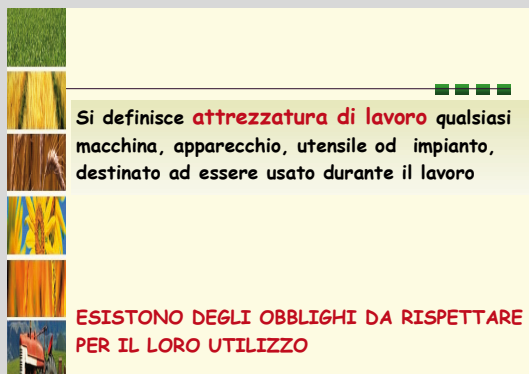 Si definisce attrezzatura di lavoro qualsiasi
macchina, apparecchio, utensile od impianto,
destinato ad essere usato durante il lavoro
ESISTONO DEGLI OBBLIGHI DA RISPETTARE
PER IL LORO UTILIZZO